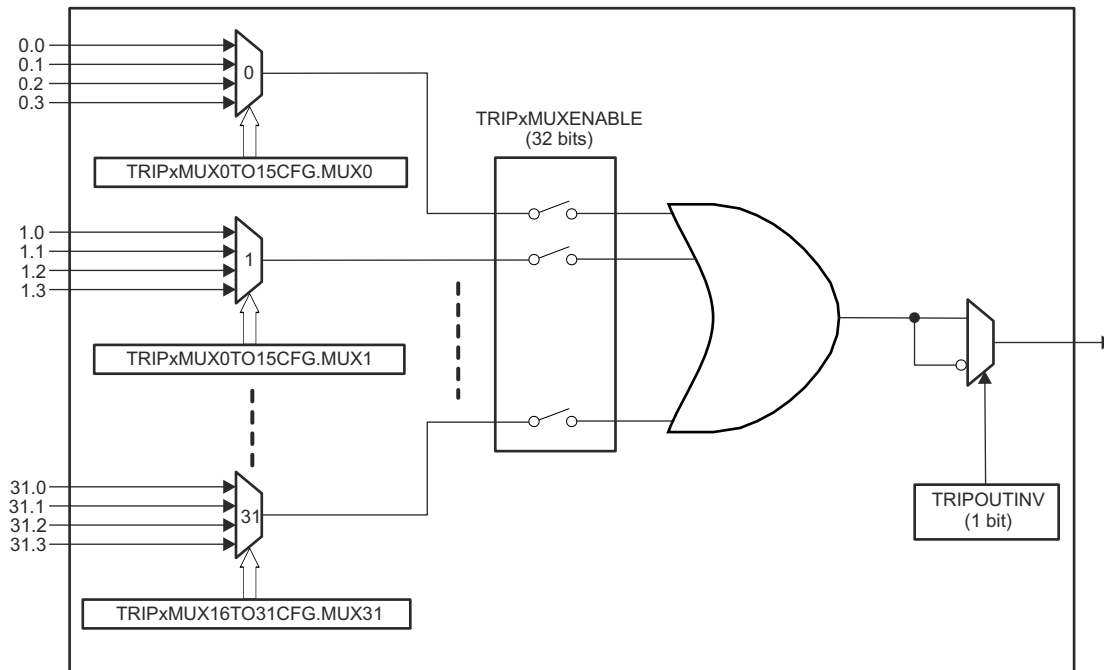 0.0
0.1
0.2
0.3
0
TRIPxMUX0TO15CFG.MUX0
TRIPxMUXENABLE
(32 bits)
1.0
1.1
1.2
1.3
1
TRIPxMUX0TO15CFG.MUX1
31.0
31.1
31.2
31.3
31
TRIPxMUX16TO31CFG.MUX31
TRIPOUTINV
(1 bit)